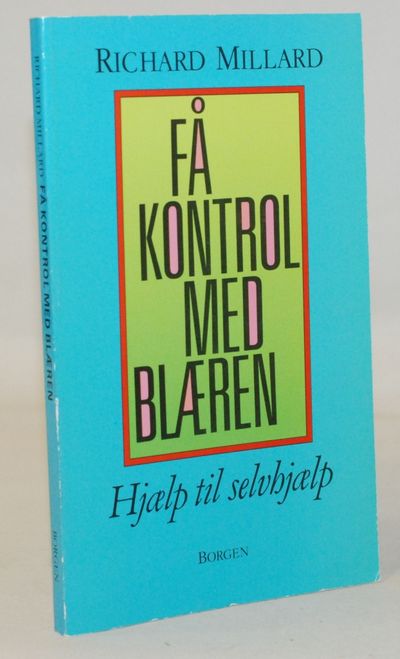 RICHARD MILLARD
FÅ
KONTROL
MED
BLÆREN
Hjælp til selvhjælp
BORGEN
RICHARD MILLARD FÅ KONTROL MED BLÆREN BORGEN